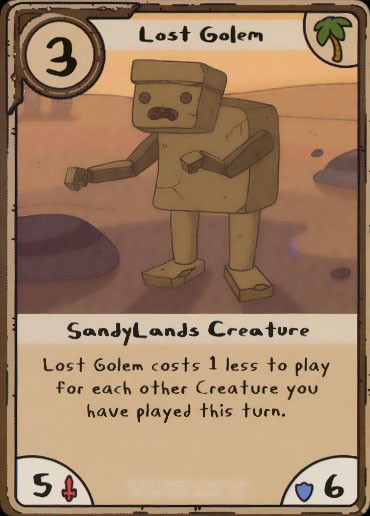 3
Lost Golem
SandyLands Creature
Lost Golem costs 1 less to play
for each other Creature you
have played this turn.
5
6